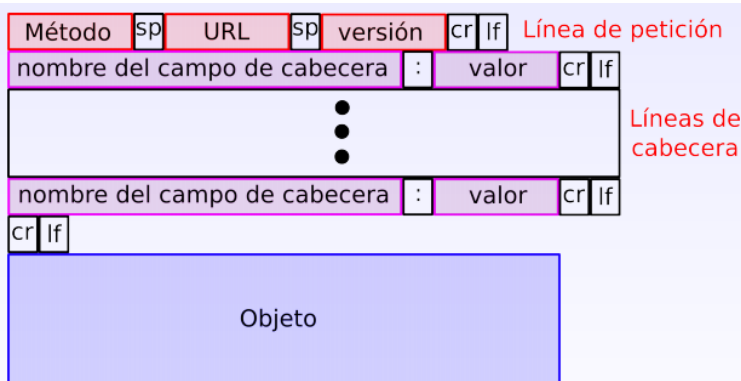 Método sp URL sp versión cr lf Línea de petición
nombre del campo de cabecera : valor cr lf
Líneas de
cabecera
nombre del campo de cabecera : valor cr lf
cr lf
Objeto